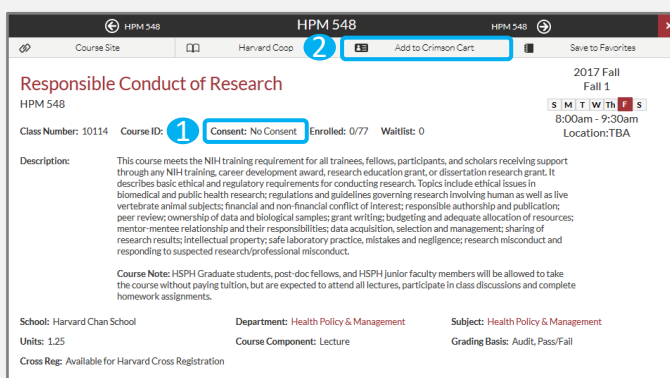 HPM 548 HPM 548 HPM 548 x
Course Site Harvard Coop 2 Add to Crimson Cart Save to Favorites
Responsible Conduct of Research
HPM 548
2017 Fall
Fall 1
S M T W Th F S
8:00am - 9:30am
Location:TBA
Class Number: 10114 Course ID: 1 Consent: No Consent Enrolled: 0/77 Waitlist: 0
Description: This course meets the NIH training requirement for all trainees, fellows, participants, and scholars receiving support
through any NIH training, career development award, research education grant, or dissertation research grant. It
describes basic ethical and regulatory requirements for conducting research. Topics include ethical issues in
biomedical and public health research; regulations and guidelines governing research involving human as well as live
vertebrate animal subjects; financial and non-financial conflict of interest; responsible authorship and publication;
peer review; ownership of data and biological samples; grant writing; budgeting and adequate allocation of resources;
mentor-mentee relationship and their responsibilities; data acquisition, selection and management; sharing of
research results; intellectual property; safe laboratory practice, mistakes and negligence; research misconduct and
responding to suspected research/professional misconduct.
Course Note: HSPH Graduate students, post-doc fellows, and HSPH junior faculty members will be allowed to take
the course without paying tuition, but are expected to attend all lectures, participate in class discussions and complete
homework assignments.
School: Harvard Chan School Department: Health Policy & Management Subject: Health Policy & Management
Units: 1.25 Course Component: Lecture Grading Basis: Audit, Pass/Fail
Cross Reg: Available for Harvard Cross Registration